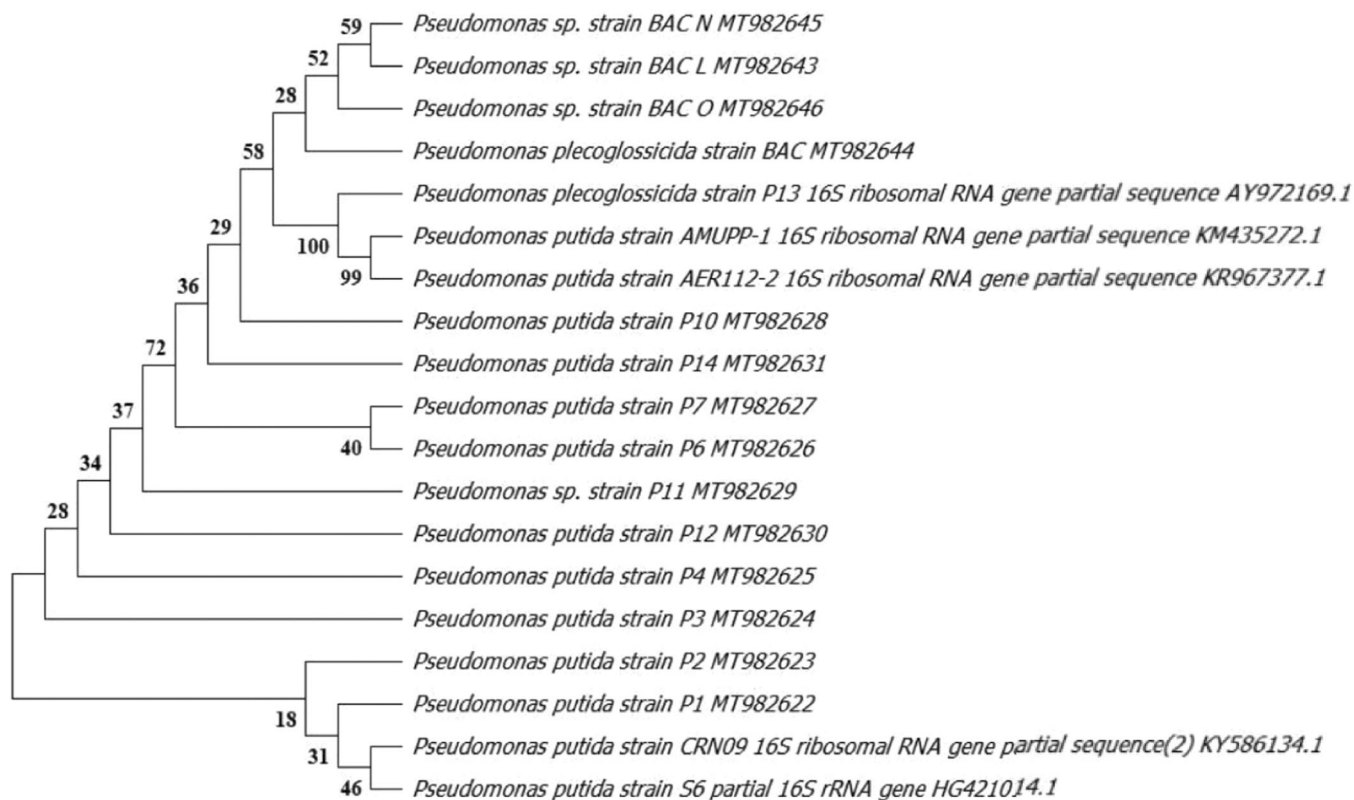 59
Pseudomonas sp. strain BAC N MT982645
52
Pseudomonas sp. strain BAC L MT982643
28
Pseudomonas sp. strain BAC O MT982646
58
Pseudomonas plecoglossicida strain BAC MT982644
Pseudomonas plecoglossicida strain P13 16S ribosomal RNA gene partial sequence AY972169.1
29
100
Pseudomonas putida strain AMUPP-1 16S ribosomal RNA gene partial sequence KM435272.1
36
99
Pseudomonas putida strain AER112-2 16S ribosomal RNA gene partial sequence KR967377.1
Pseudomonas putida strain P10 MT982628
72
Pseudomonas putida strain P14 MT982631
37
Pseudomonas putida strain P7 MT982627
40
Pseudomonas putida strain P6 MT982626
34
Pseudomonas sp. strain P11 MT982629
28
Pseudomonas putida strain P12 MT982630
Pseudomonas putida strain P4 MT982625
Pseudomonas putida strain P3 MT982624
Pseudomonas putida strain P2 MT982623
18
Pseudomonas putida strain P1 MT982622
31
Pseudomonas putida strain CRN09 16S ribosomal RNA gene partial sequence(2) KY586134.1
46
Pseudomonas putida strain S6 partial 16S rRNA gene HG421014.1